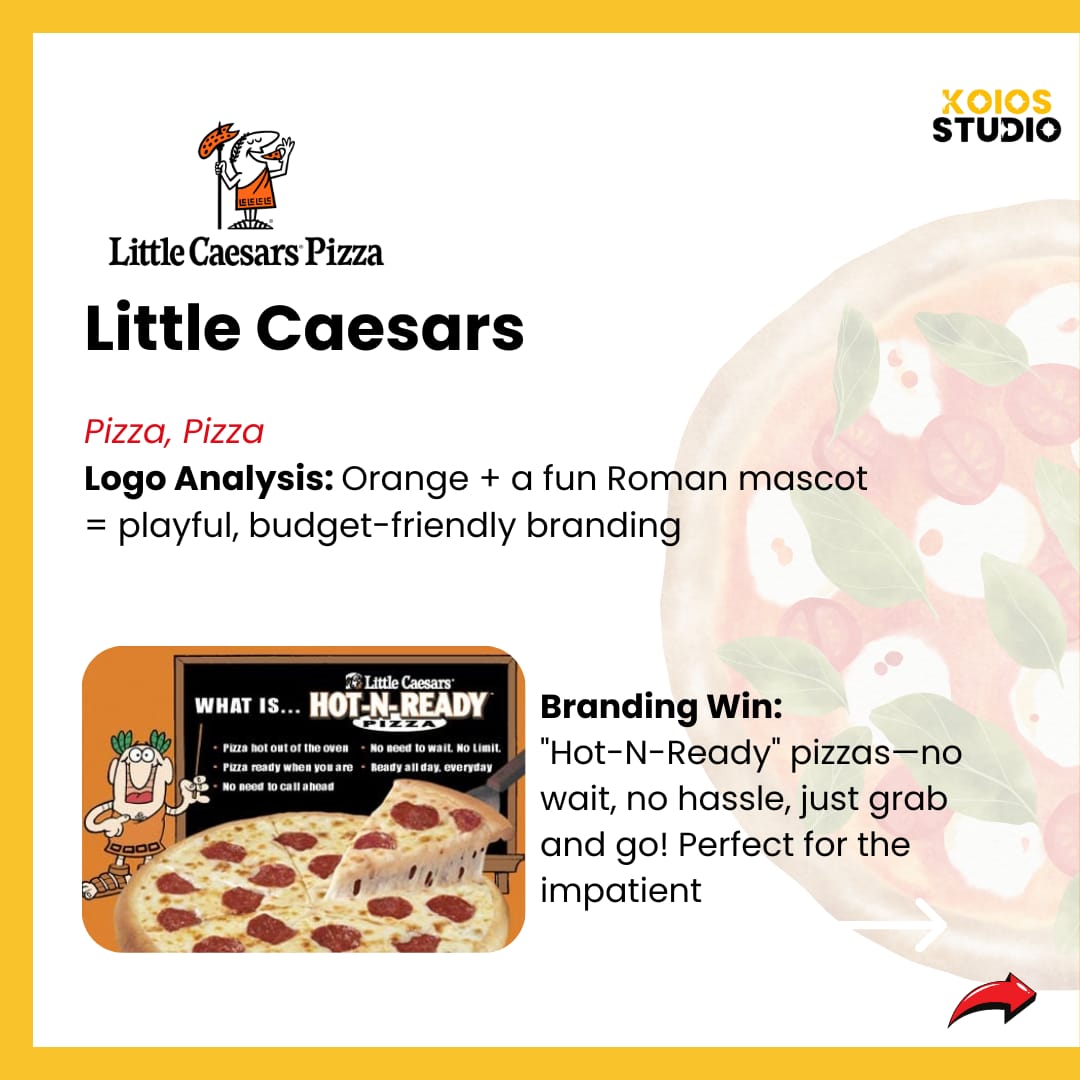 XOIOS
STUDIO
LELELELE
Little Caesars® Pizza
Little Caesars
Pizza, Pizza
Logo Analysis: Orange + a fun Roman mascot
= playful, budget-friendly branding
Little Caesars®
WHAT IS... HOT-N-READY™
PIZZA
• Pizza hot out of the oven
• Pizza ready when you are
• No need to call ahead
• No need to wait. No Limit.
• Ready all day, everyday
Branding Win:
"Hot-N-Ready" pizzas—no
wait, no hassle, just grab
and go! Perfect for the
impatient